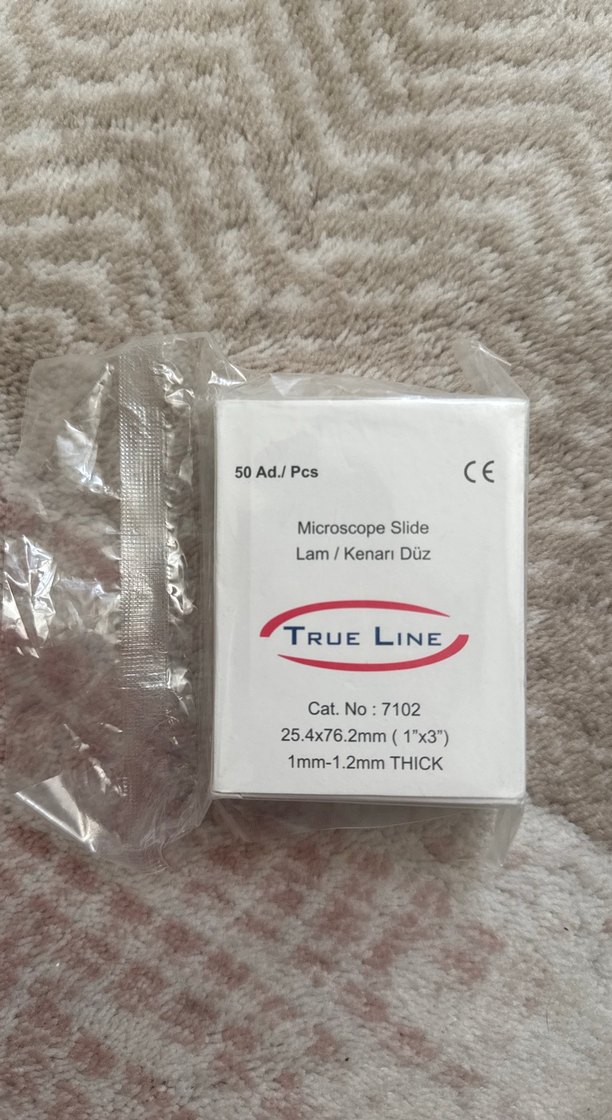 50 Ad./ Pcs
CE
Microscope Slide
Lam / Kenarı Düz
TRUE LINE
Cat. No : 7102
25.4x76.2mm ( 1”x3”)
1mm-1.2mm THICK